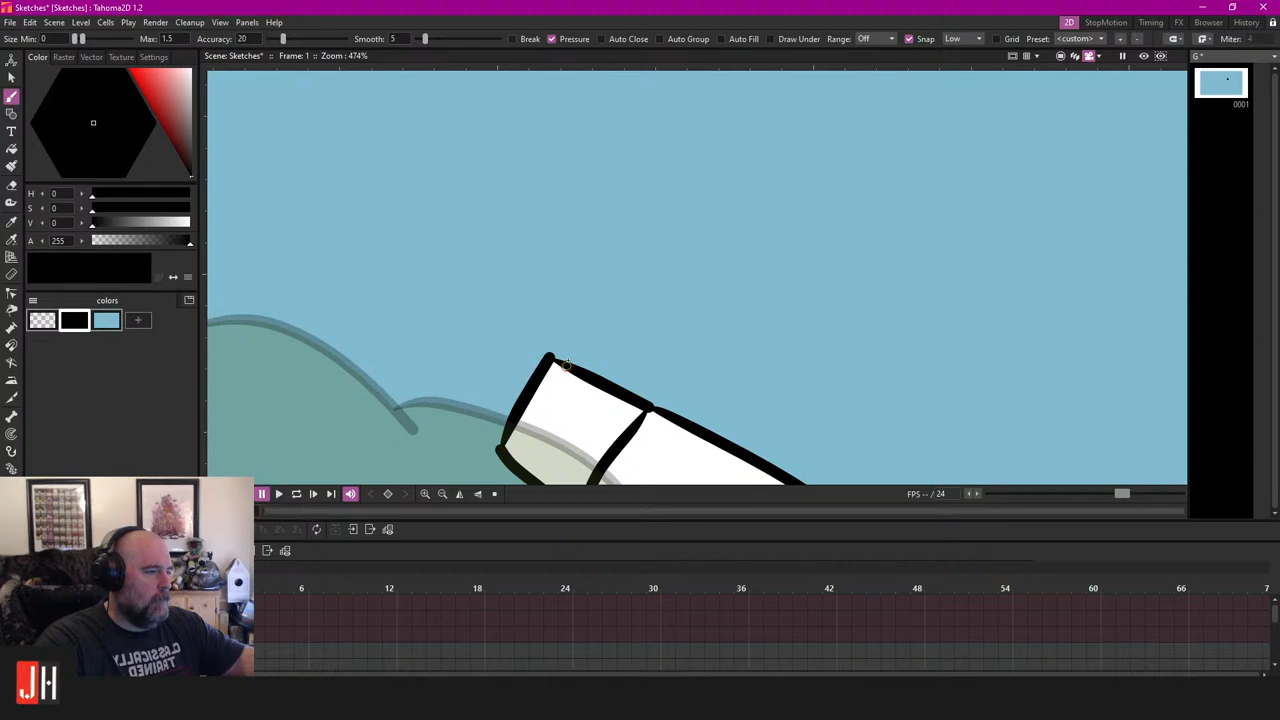 Sketches* [Sketches] : Tahoma2D 1.2
File Edit Scene Level Cells Play Render Cleanup View Panels Help
2D StopMotion Timing FX Browser History
Size Min: 0 Max: 1.5 Accuracy: 20 Smooth: 5 Break Pressure Auto Close Auto Group Auto Fill Draw Under Range: Off Snap Low Grid Preset: <custom> + - Miter: 4
Color Raster Vector Texture Settings
Scene: Sketches* : Frame: 1 : Zoom : 474%
G*
0001
H 0
S 0
V 0
A 255
colors
FPS -- / 24
6 12 18 24 30 36 42 48 54 60 66 7
CLASSICALLY
TRAINED
JH